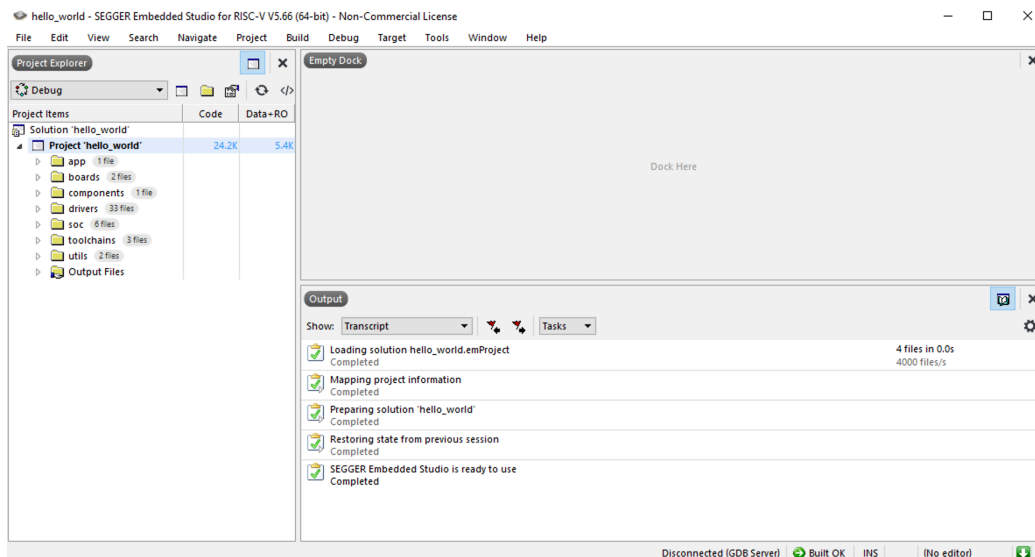 hello_world - SEGGER Embedded Studio for RISC-V V5.66 (64-bit) - Non-Commercial License
File Edit View Search Navigate Project Build Debug Target Tools Window Help
Project Explorer
Debug
Project Items Code Data+RO
Solution 'hello_world'
Project 'hello_world' 24.2K 5.4K
app 1 file
boards 2 files
components 1 file
drivers 33 files
soc 6 files
toolchains 3 files
utils 2 files
Output Files
Empty Dock
Dock Here
Output
Show: Transcript Tasks
Loading solution hello_world.emProject 4 files in 0.0s
Completed 4000 files/s
Mapping project information
Completed
Preparing solution 'hello_world'
Completed
Restoring state from previous session
Completed
SEGGER Embedded Studio is ready to use
Completed
Disconnected (GDB Server) Built OK INS (No editor)